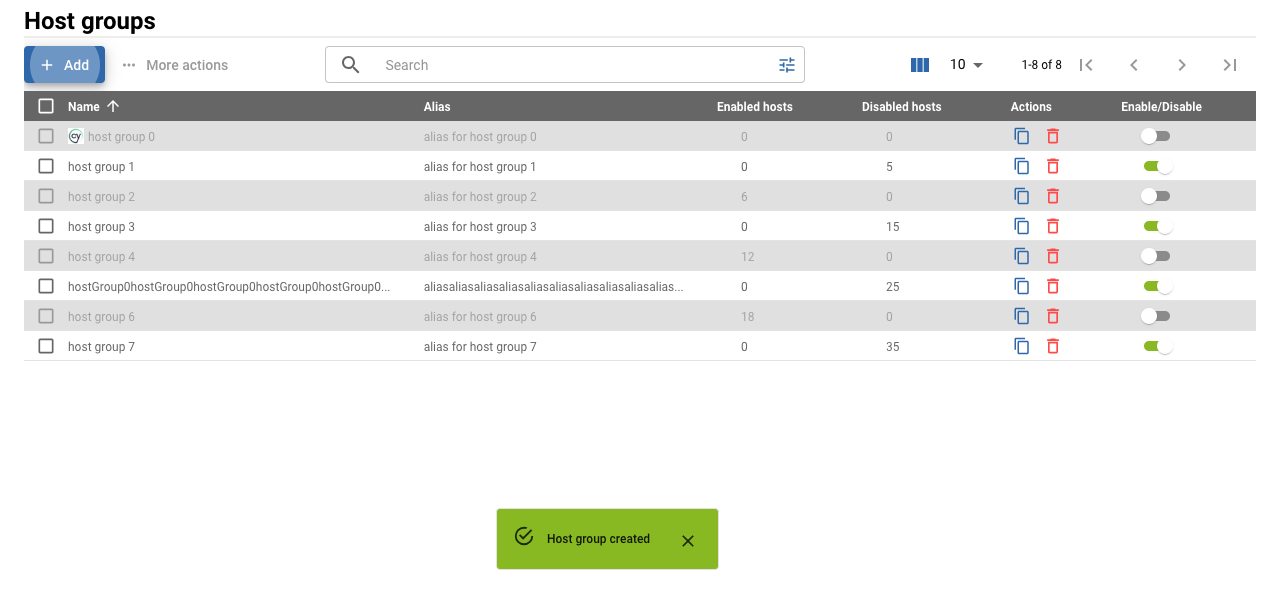 Host groups
Add
More actions
Search
10
1-8 of 8
Name Alias Enabled hosts Disabled hosts Actions Enable/Disable
cy host group 0 alias for host group 0 0 0
host group 1 alias for host group 1 0 5
host group 2 alias for host group 2 6 0
host group 3 alias for host group 3 0 15
host group 4 alias for host group 4 12 0
hostGroup0hostGroup0hostGroup0hostGroup0hostGroup0... aliasaliasaliasaliasaliasaliasaliasaliasaliasalias... 0 25
host group 6 alias for host group 6 18 0
host group 7 alias for host group 7 0 35
Host group created